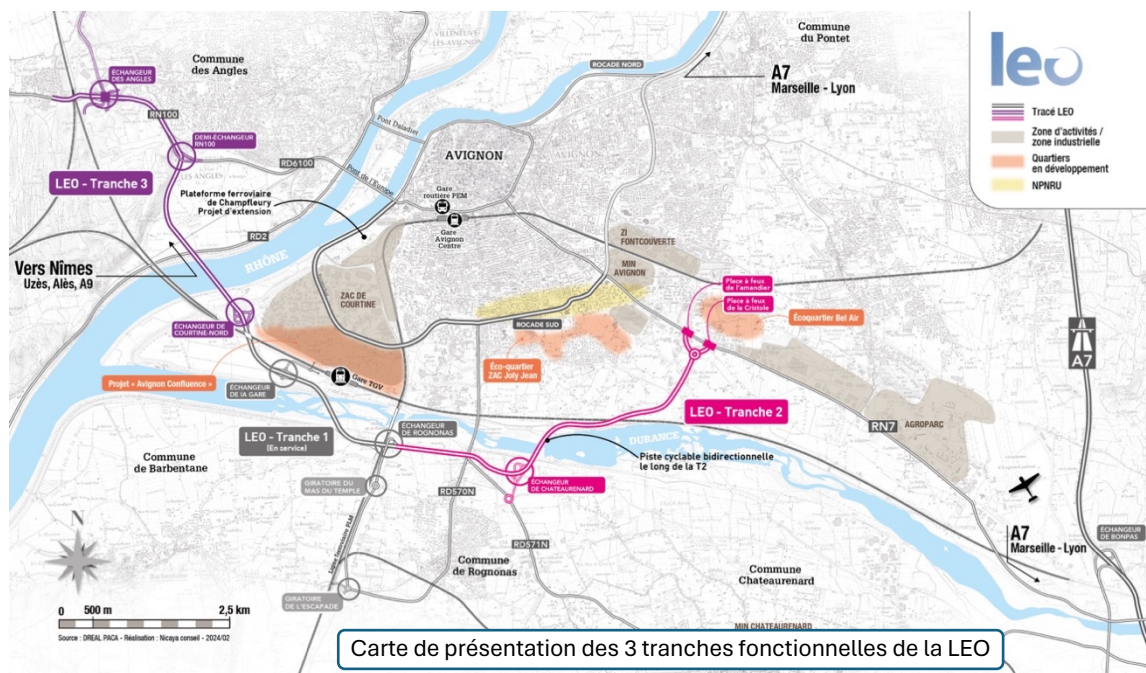 Commune
des Angles
VILLENEUVE-
LES-AVIGNON
Commune
du Pontet
leo
Tracé LEO
Zone d'activités /
zone industrielle
Quartiers
en développement
NPNRU
ÉCHANGEUR
DES ANGLES
ROCADE NORD
A7
Marseille - Lyon
RN100
DEMI-ÉCHANGEUR
RN100
Pont Daladier
AVIGNON
RD6100
LES ANGLES
Pont de l'Europe
LEO - Tranche 3
Gare
routière PEM
Plateforme ferroviaire
de Champfleury
Projet d'extension
Gare
Avignon
Centre
RD2
RHÔNE
Vers Nîmes
Uzès, Alès, A9
ZI
FONTCOUVERTE
MIN
AVIGNON
Place à feux
de l'amandier
Place à feux
de la Cristole
ZAC DE
COURTINE
ÉCHANGEUR DE
COURTINE-NORD
ROCADE SUD
Écoquartier Bel Air
A7
Éco-quartier
ZAC Joly Jean
Projet « Avignon Confluence »
Gare TGV
ÉCHANGEUR
DE lA GARE
LEO - Tranche 2
RN7
AGROPARC
LEO - Tranche 1
(En service)
ÉCHANGEUR
DE ROGNONAS
DURANCE
Piste cyclable bidirectionnelle
le long de la T2
Commune
de Barbentane
GIRATOIRE DU
MAS DU TEMPLE
ÉCHANGEUR
DE CHATEAURENARD
RD570N
N
Ligne ferroviaire PLM
RD571N
A7
Marseille - Lyon
ÉCHANGEUR
DE BONPAS
Commune
de Rognonas
Commune
Chateaurenard
GIRATOIRE
DE L'ESCAPADE
0 500 m 2,5 km
Source : DREAL PACA - Réalisation : Nicaya conseil - 2024/02
MIN CHATEAURENARD
Carte de présentation des 3 tranches fonctionnelles de la LEO